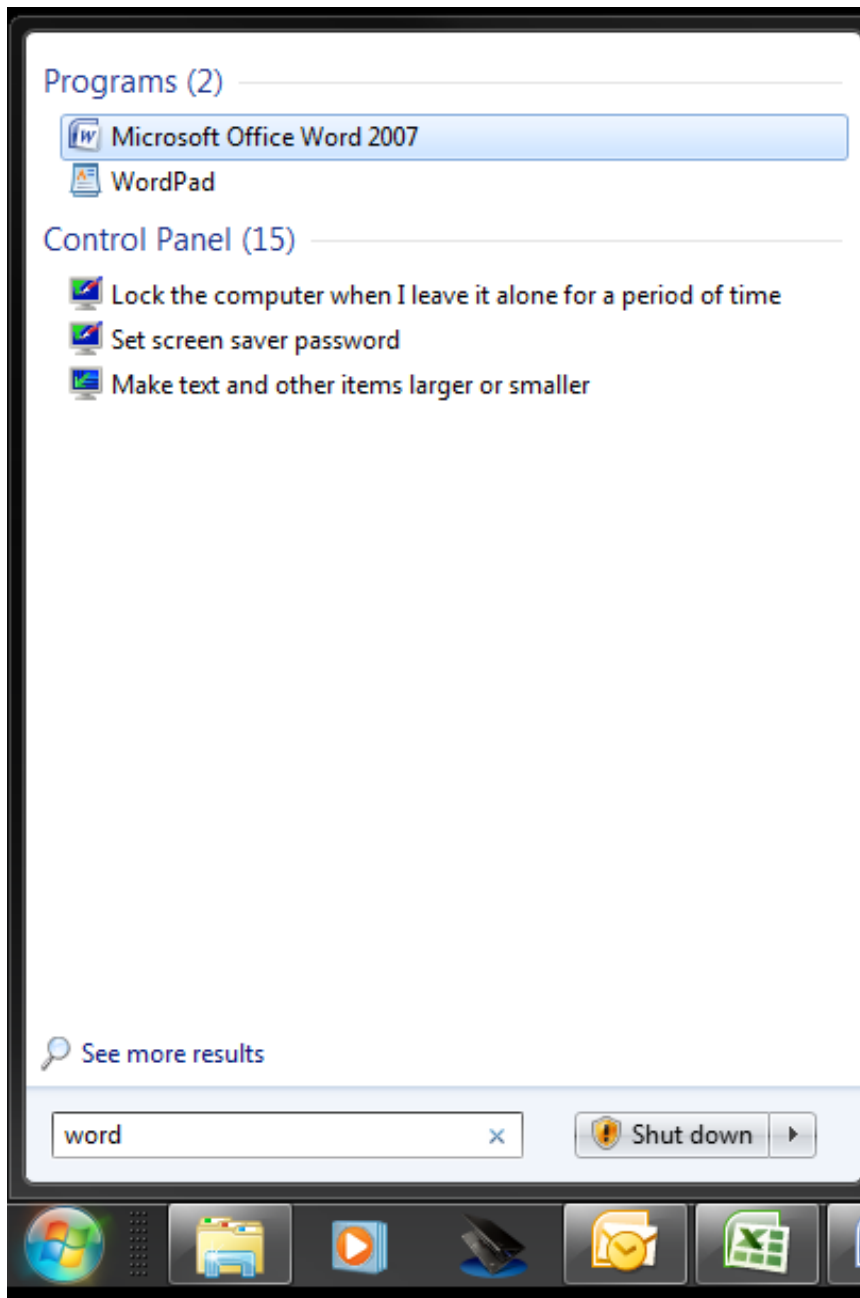 Programs (2)
Microsoft Office Word 2007
WordPad
Control Panel (15)
Lock the computer when I leave it alone for a period of time
Set screen saver password
Make text and other items larger or smaller
See more results
word
Shut down